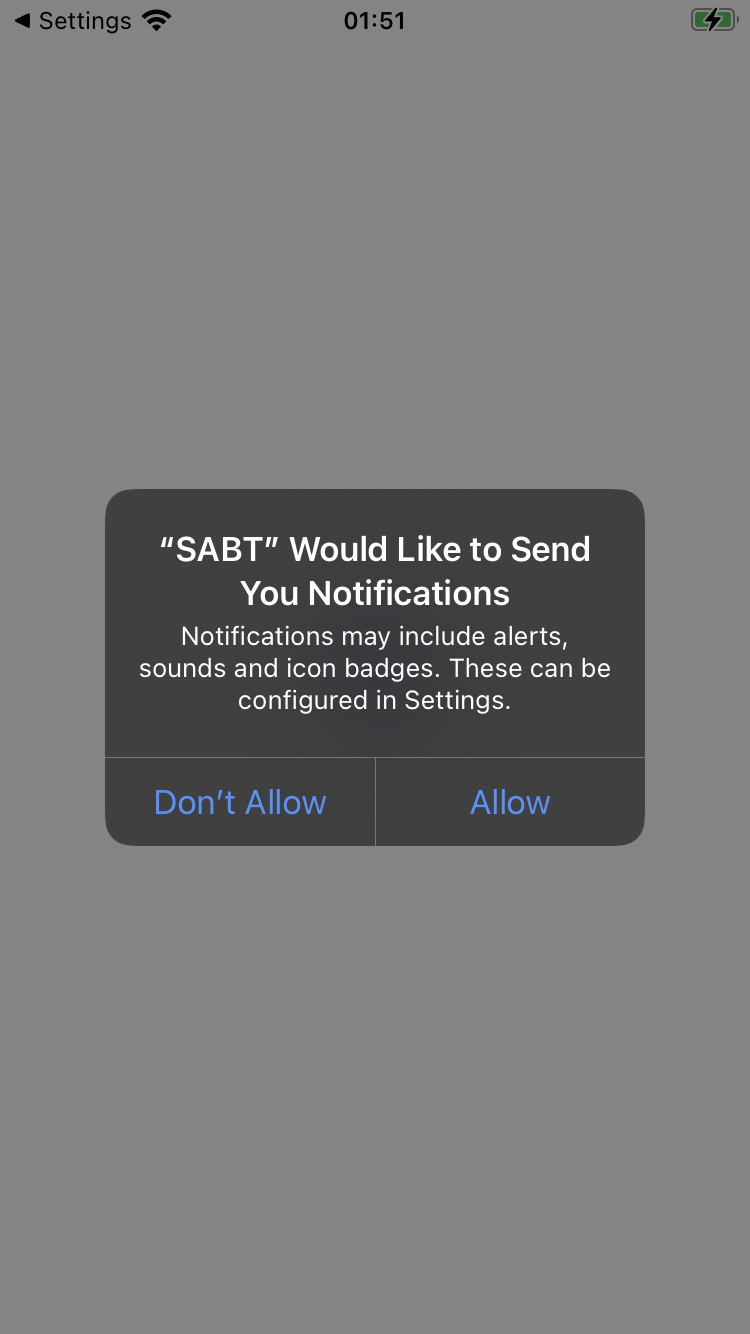 Settings
01:51
“SABT” Would Like to Send
You Notifications
Notifications may include alerts,
sounds and icon badges. These can be
configured in Settings.
Don’t Allow
Allow